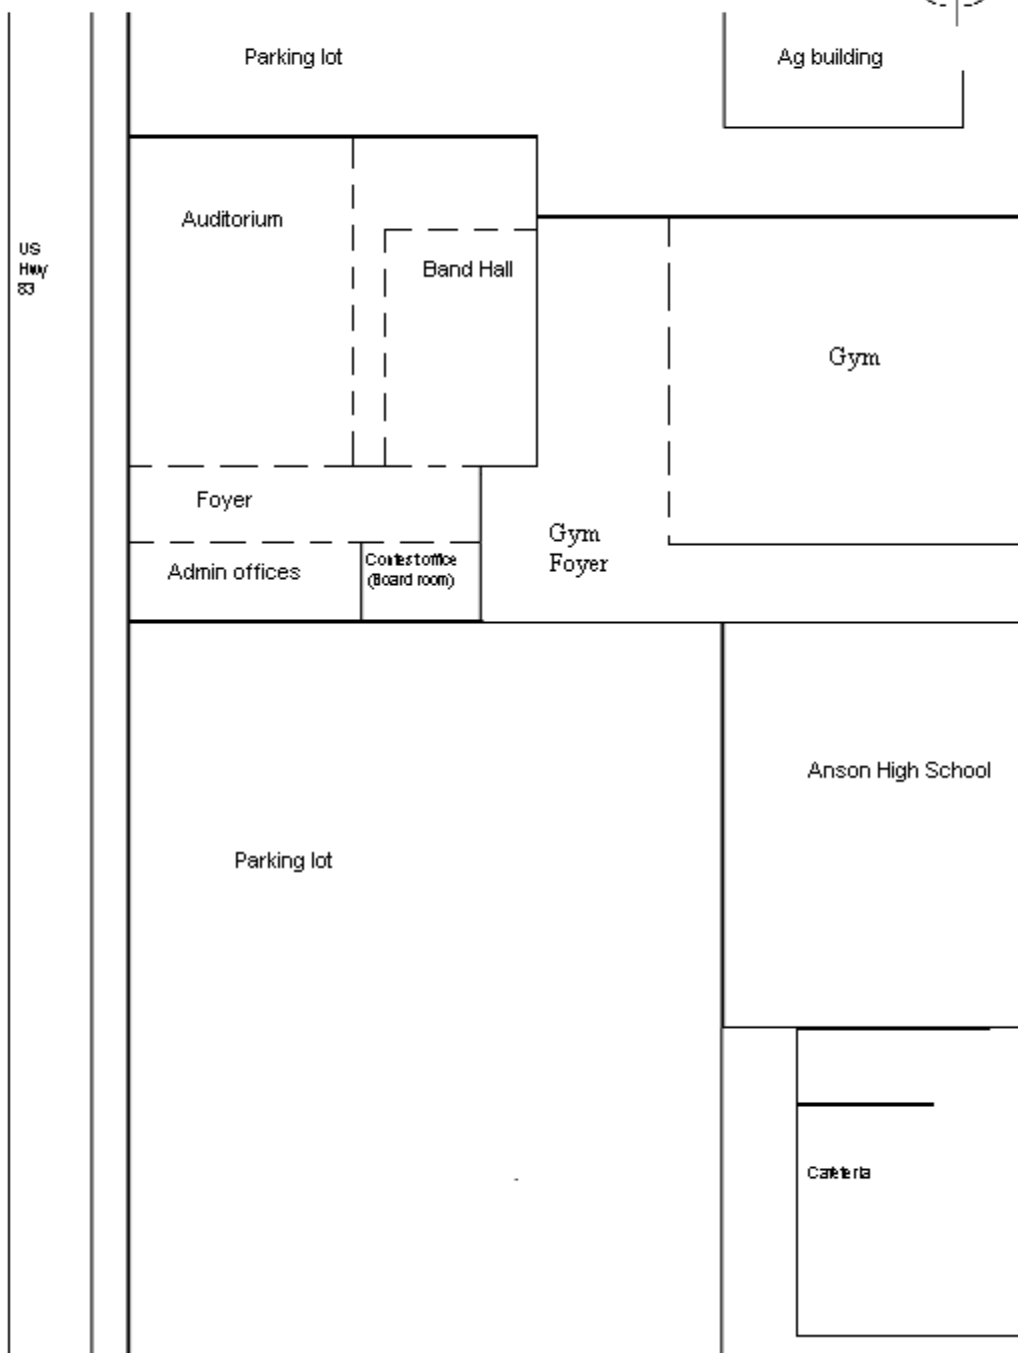 Parking lot
Ag building
Auditorium
US
Hwy
83
Band Hall
Gym
Foyer
Gym
Foyer
Contest office
(Board room)
Admin offices
Anson High School
Parking lot
Cafeteria